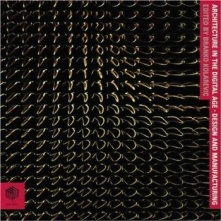 ARCHITECTURE IN THE DIGITAL AGE - DESIGN AND MANUFACTURING
EDITED BY BRANKO KOLAREVIC